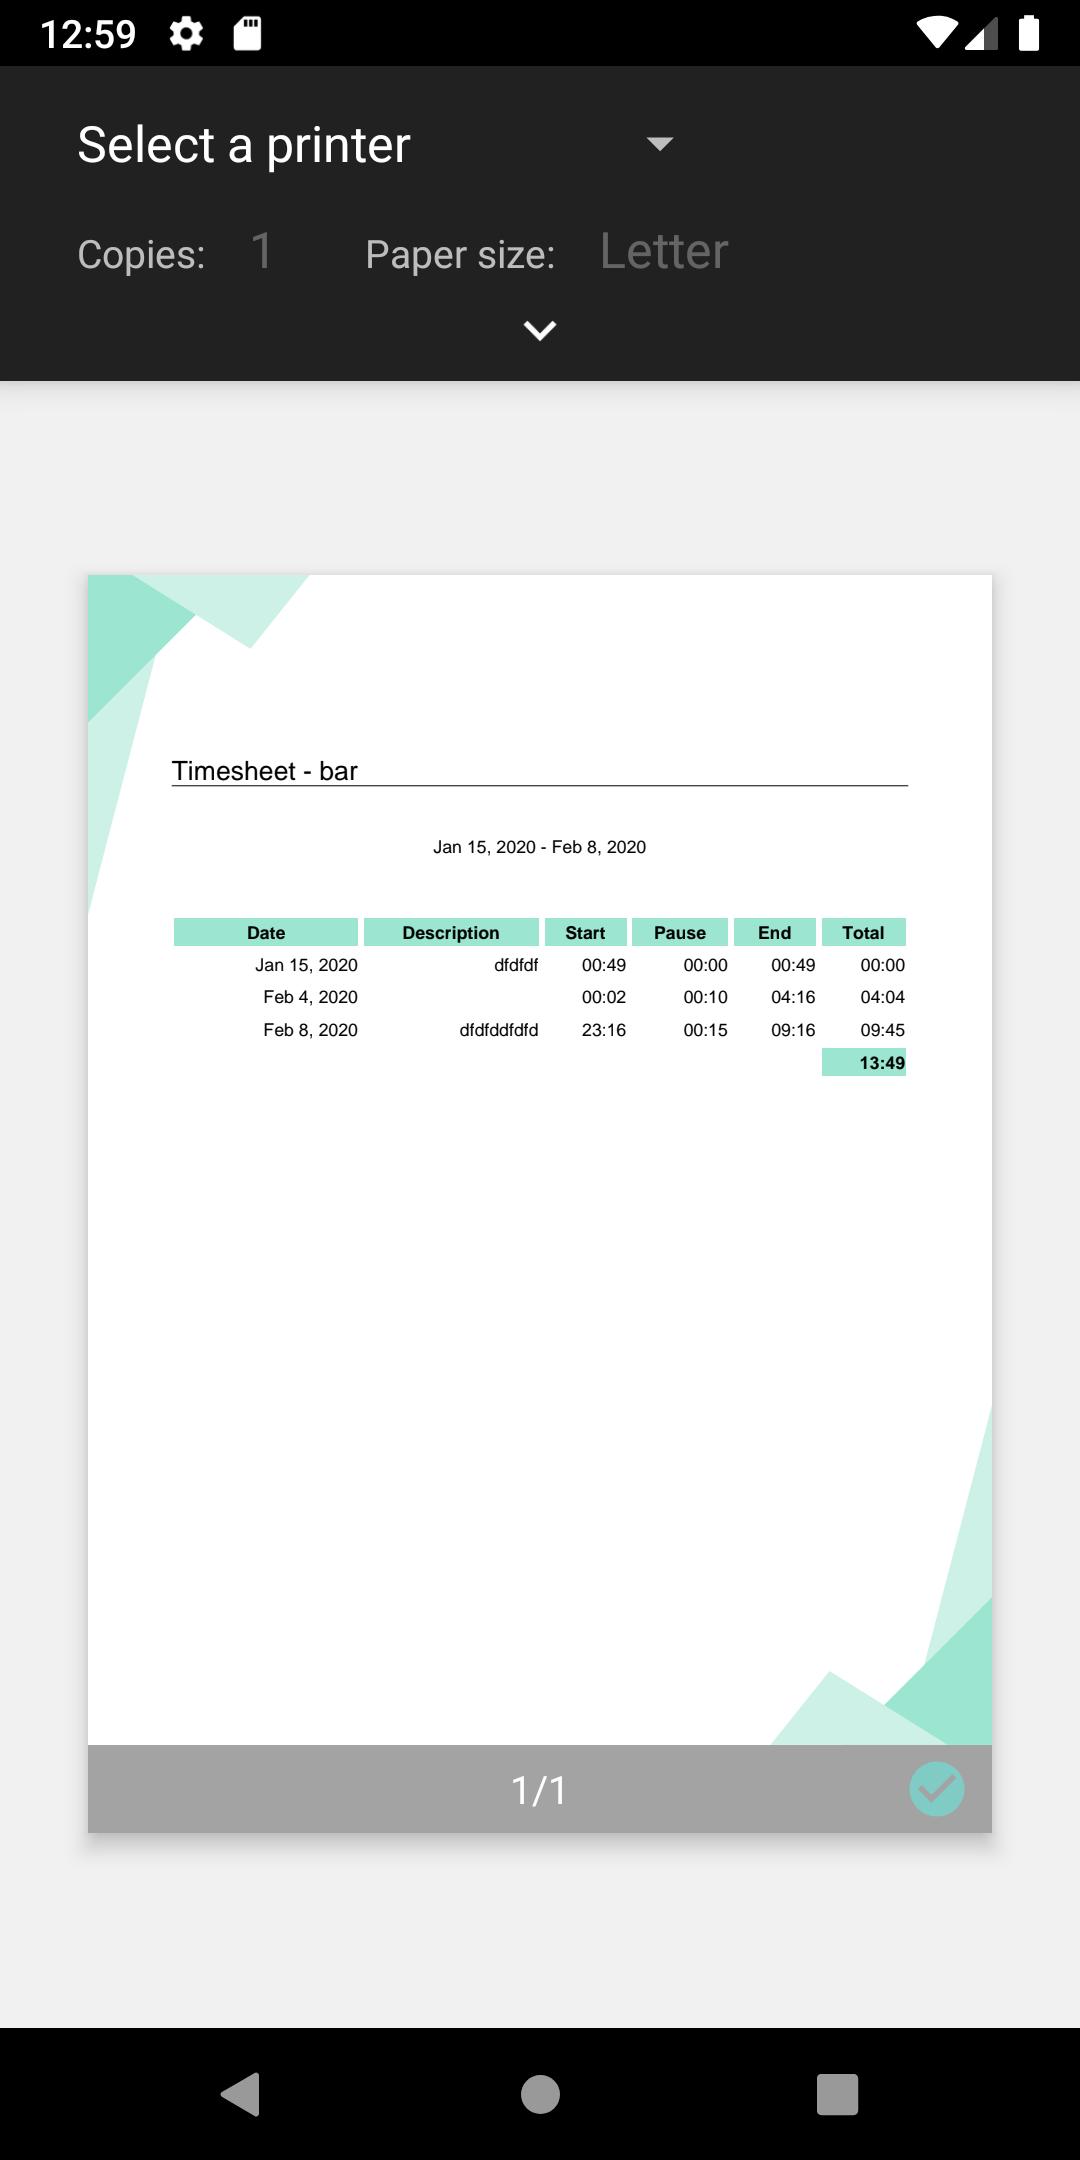 12:59
Select a printer
Copies: 1 Paper size: Letter
Timesheet - bar
Jan 15, 2020 - Feb 8, 2020
Date Description Start Pause End Total
Jan 15, 2020 dfdfdf 00:49 00:00 00:49 00:00
Feb 4, 2020 00:02 00:10 04:16 04:04
Feb 8, 2020 dfdfddfdfd 23:16 00:15 09:16 09:45
13:49
1/1